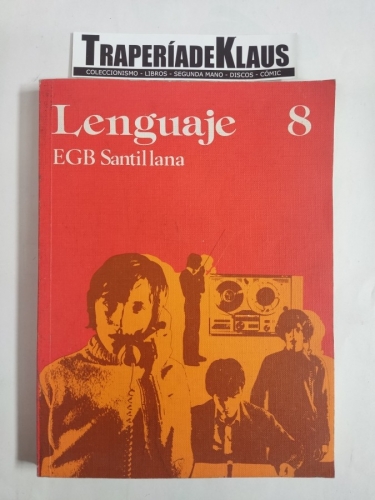 TRAPERÍADEKLAUS
COLECCIONISMO - LIBROS - SEGUNDA MANO - DISCOS - CÓMIC
Lenguaje 8
EGB Santillana